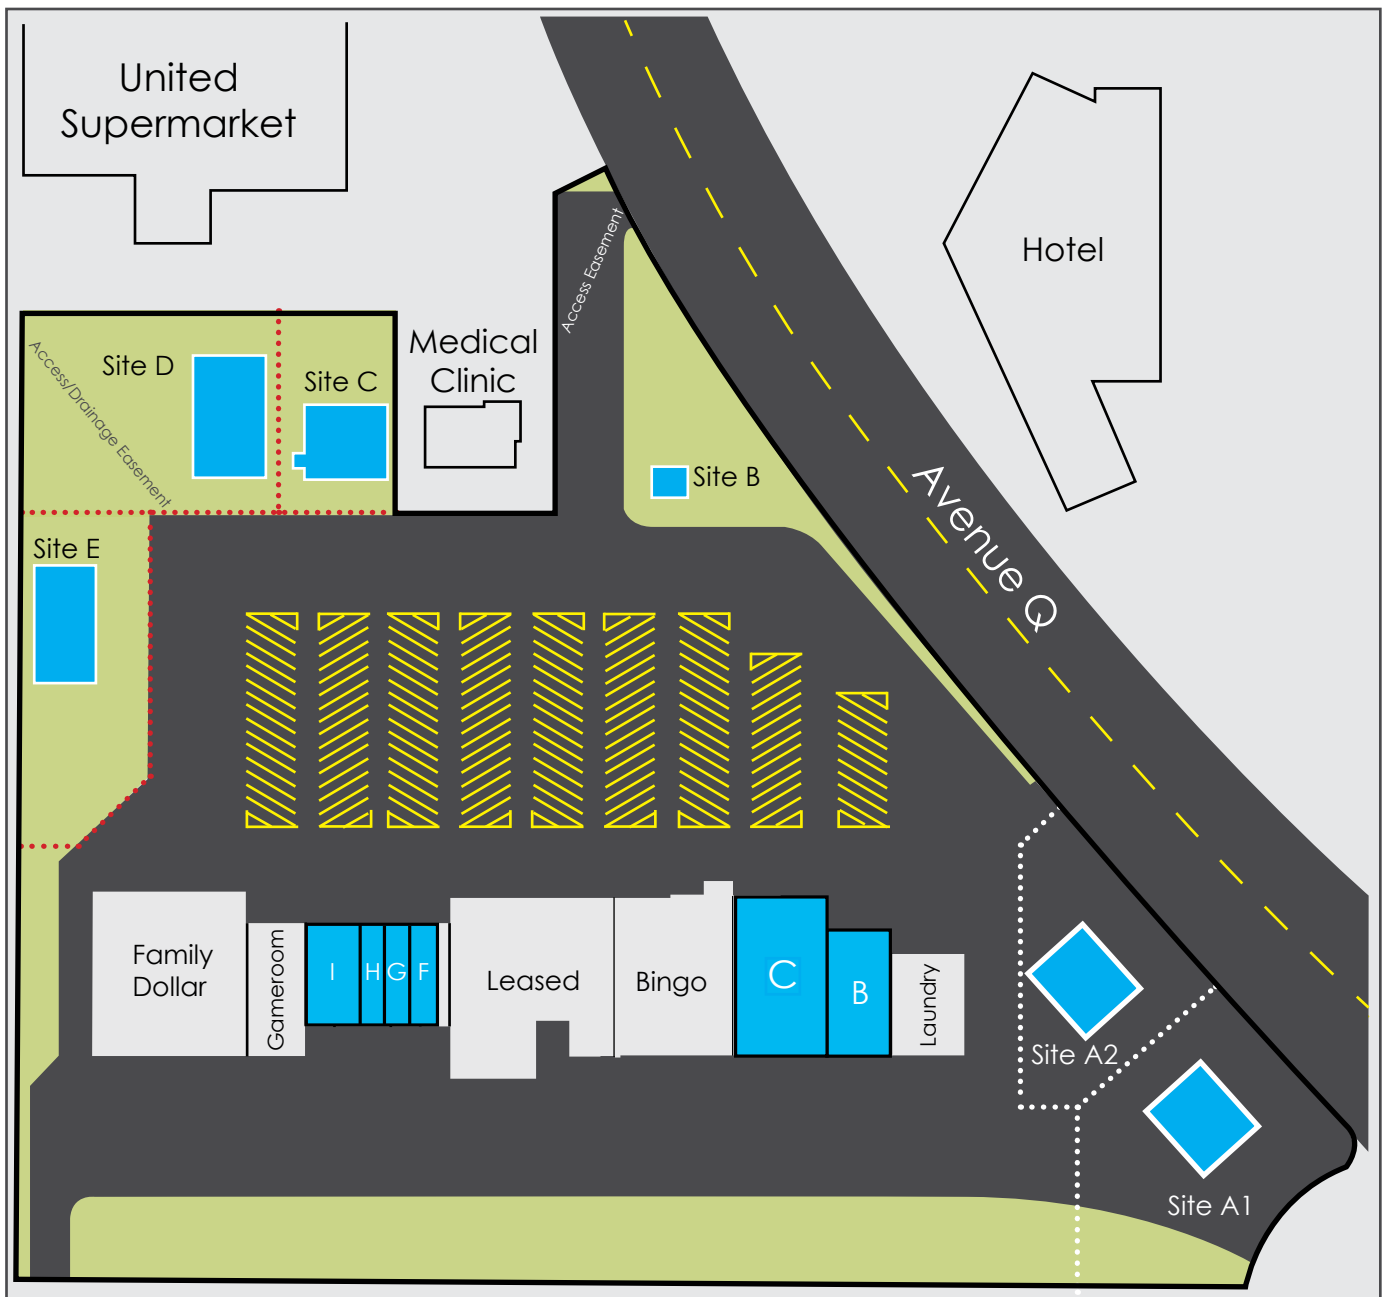 United
Supermarket
Hotel
Access Easement
Medical
Clinic
Site D
Site C
Access/Drainage Easement
Site B
Avenue Q
Site E
Family
Dollar
Gameroom
I
H
G
F
Leased
Bingo
C
B
Laundry
Site A2
Site A1